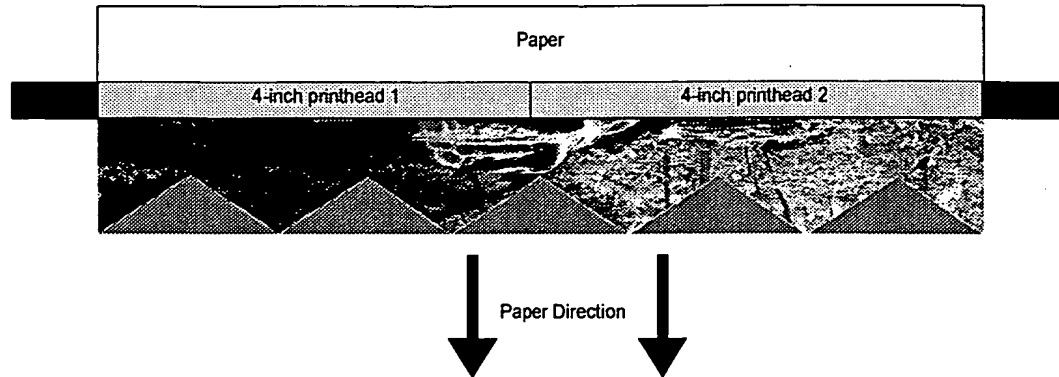 Paper
4-inch printhead 1
4-inch printhead 2
Paper Direction